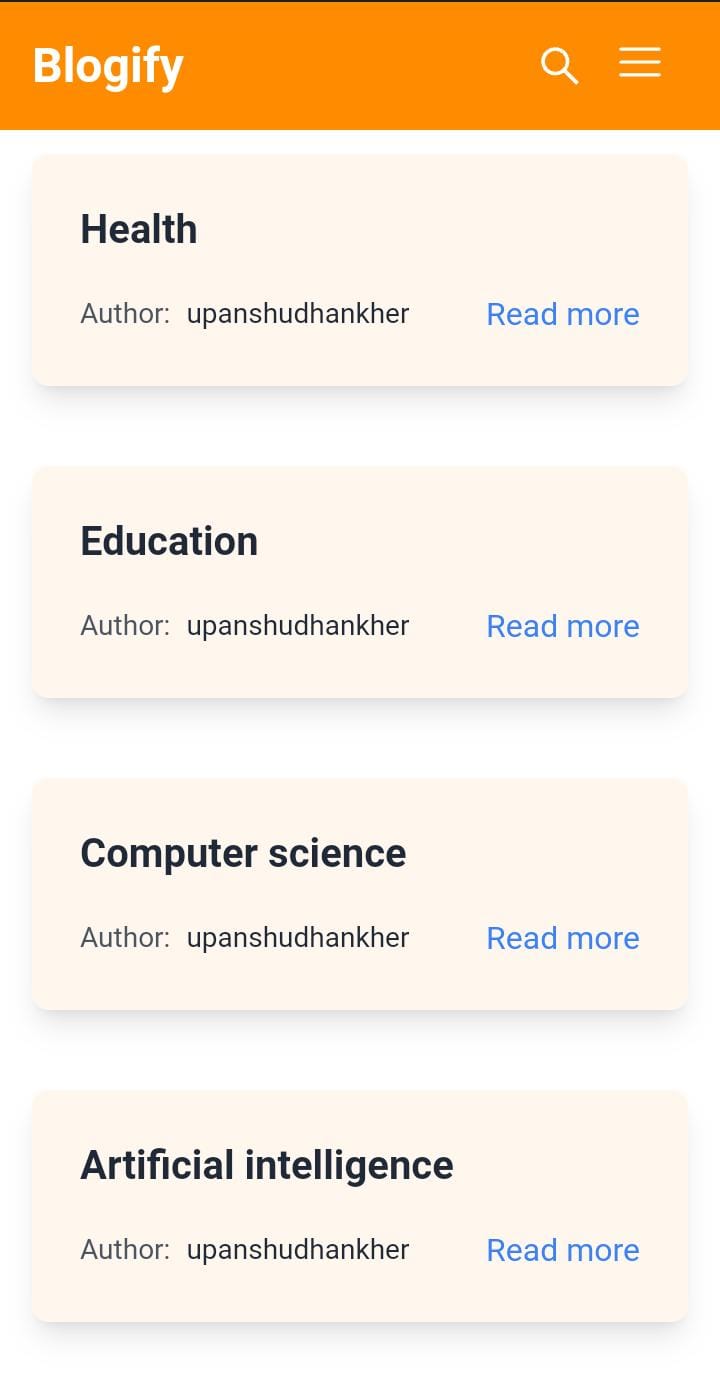 Blogify
Health
Author: upanshudhankher Read more
Education
Author: upanshudhankher Read more
Computer science
Author: upanshudhankher Read more
Artificial intelligence
Author: upanshudhankher Read more